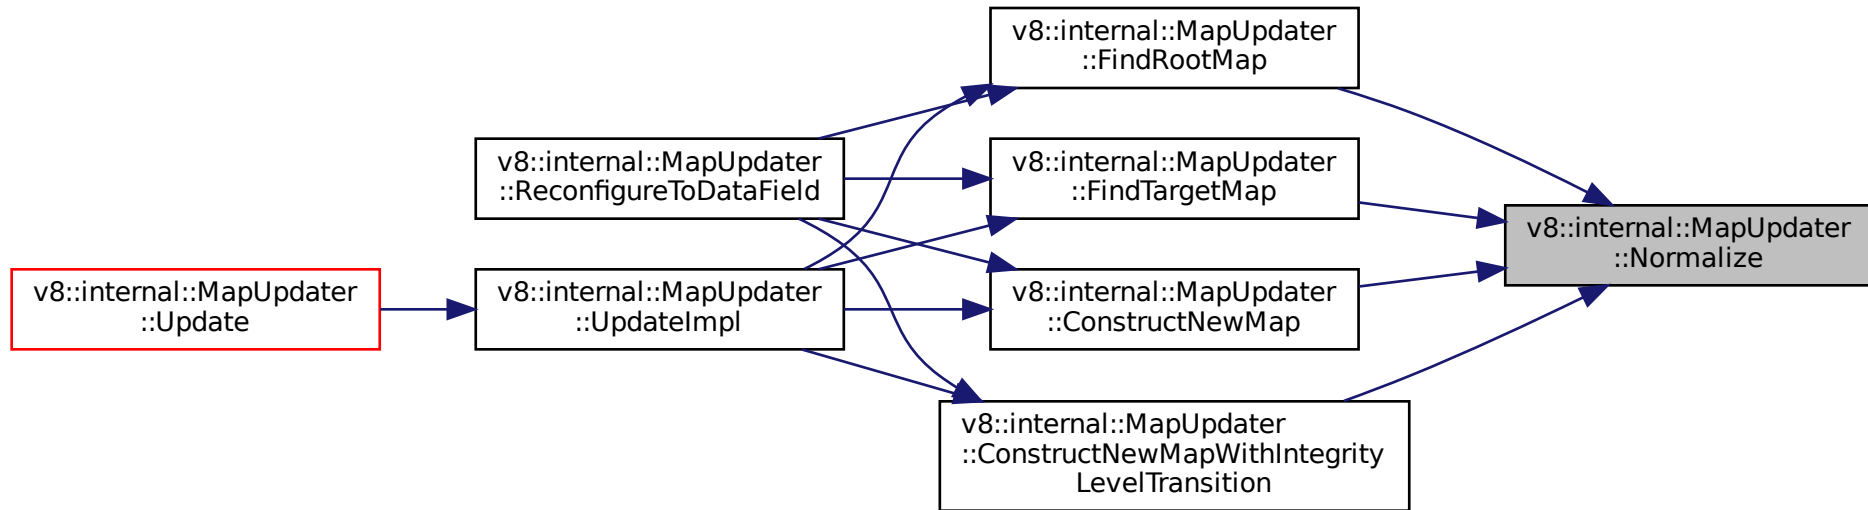 v8::internal::MapUpdater
::FindRootMap
v8::internal::MapUpdater
::ReconfigureToDataField
v8::internal::MapUpdater
::FindTargetMap
v8::internal::MapUpdater
::Normalize
v8::internal::MapUpdater
::Update
v8::internal::MapUpdater
::UpdateImpl
v8::internal::MapUpdater
::ConstructNewMap
v8::internal::MapUpdater
::ConstructNewMapWithIntegrity
LevelTransition